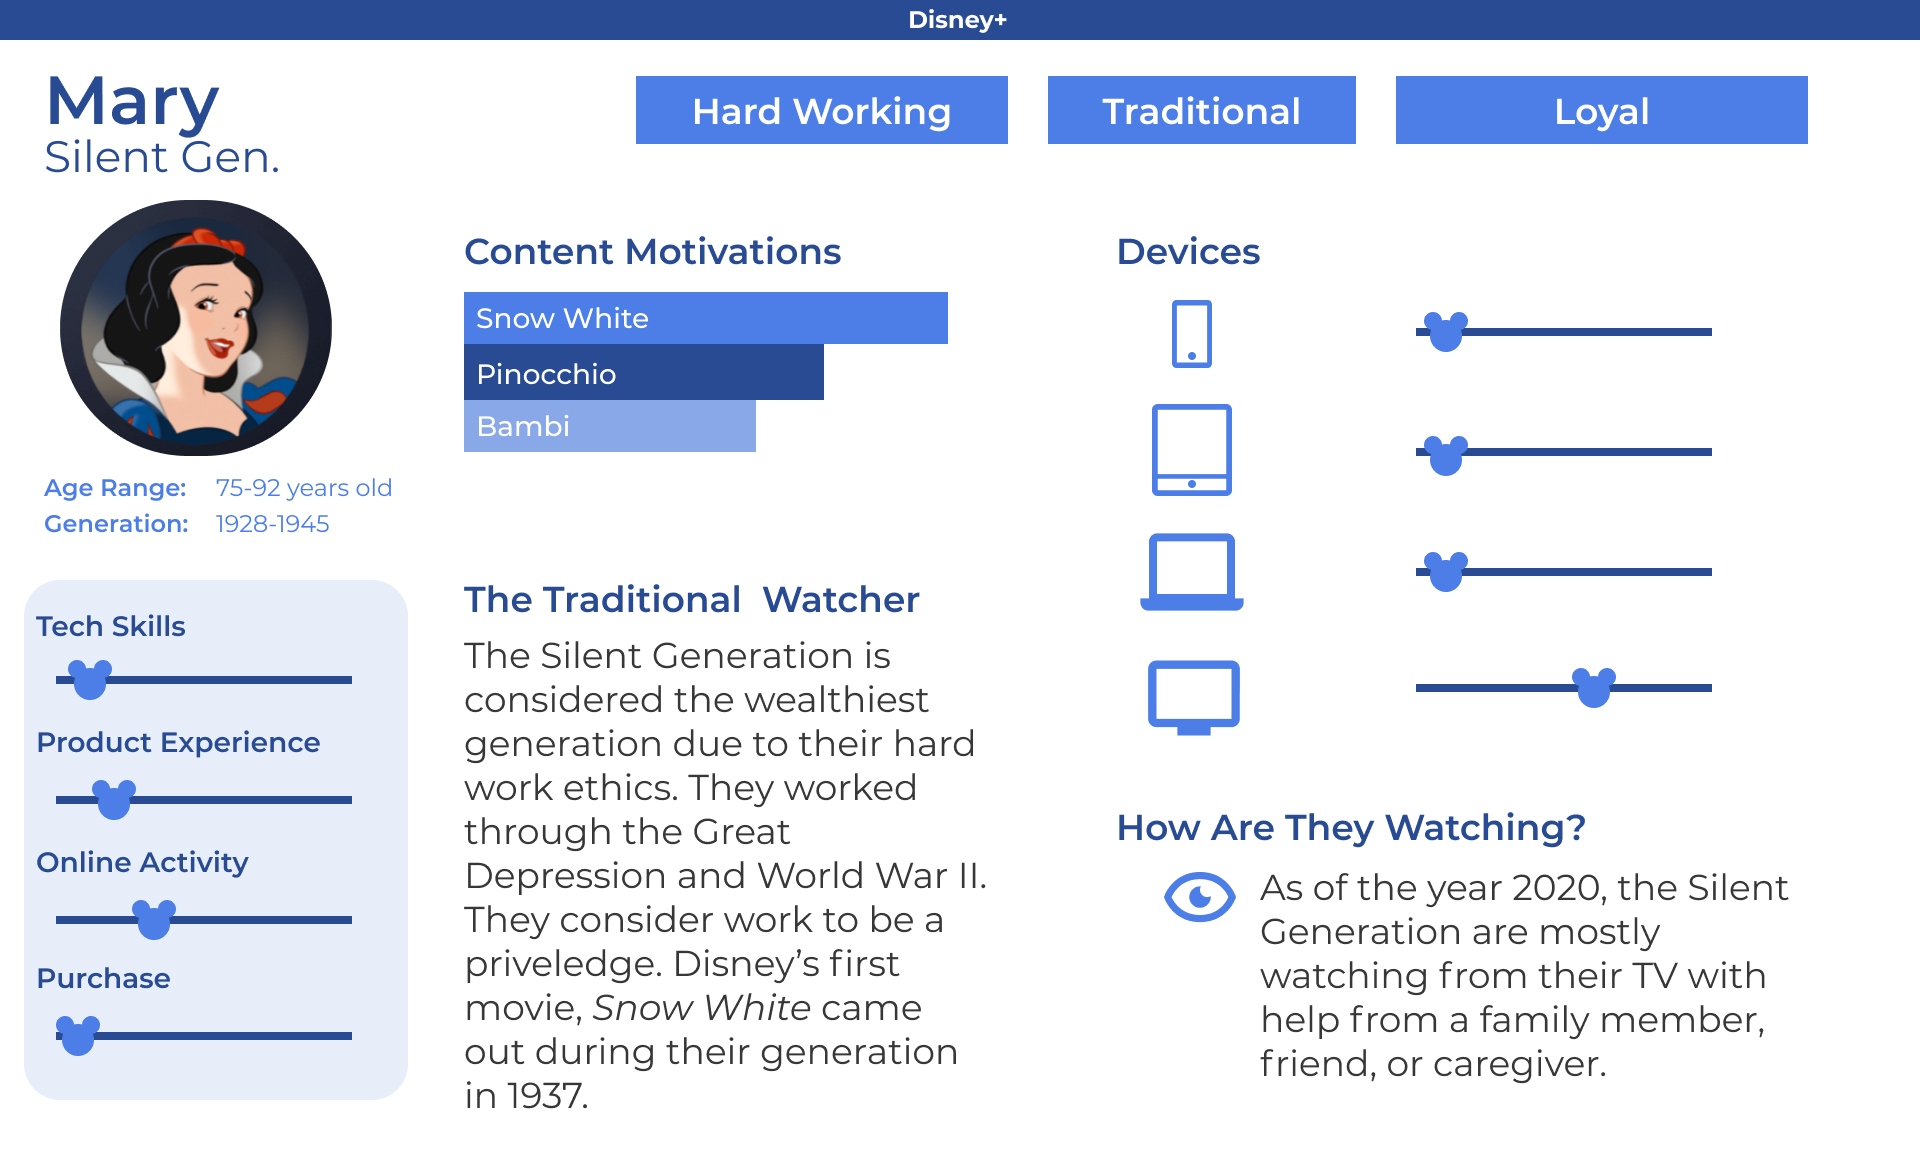 Disney+
Mary
Silent Gen.
Hard Working
Traditional
Loyal
Age Range: 75-92 years old
Generation: 1928-1945
Tech Skills
Product Experience
Online Activity
Purchase
Content Motivations
Snow White
Pinocchio
Bambi
The Traditional  Watcher
The Silent Generation is
considered the wealthiest
generation due to their hard
work ethics. They worked
through the Great
Depression and World War II.
They consider work to be a
priveledge. Disney’s first
movie, Snow White came
out during their generation
in 1937.
Devices
How Are They Watching?
As of the year 2020, the Silent
Generation are mostly
watching from their TV with
help from a family member,
friend, or caregiver.